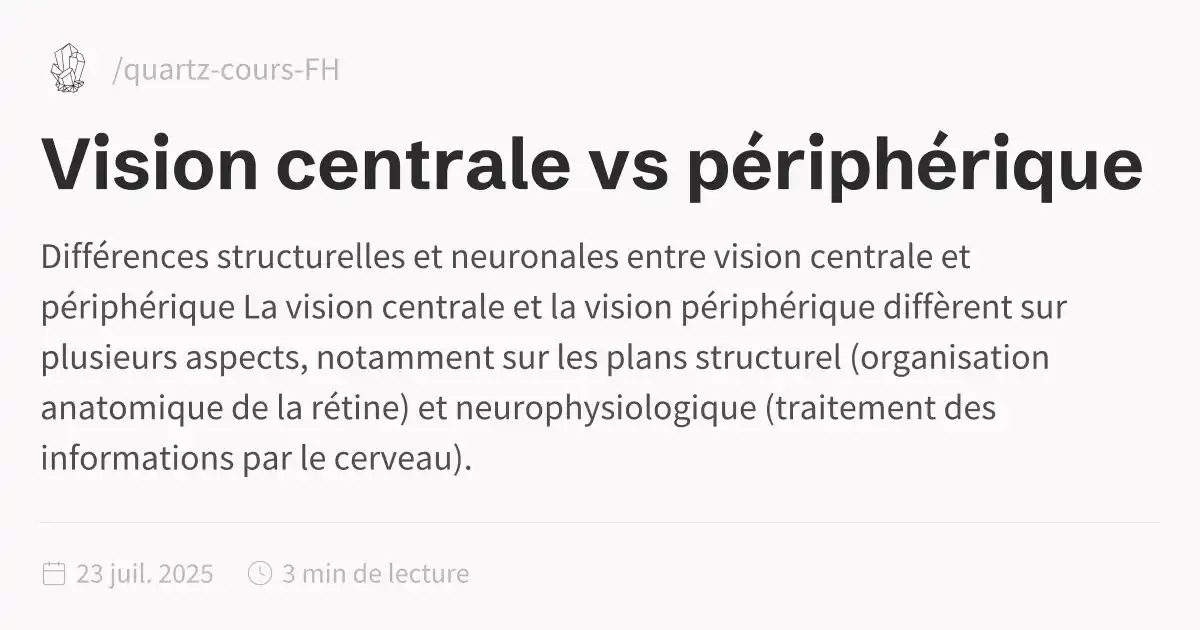 /quartz-cours-FH
Vision centrale vs périphérique
Différences structurelles et neuronales entre vision centrale et
périphérique La vision centrale et la vision périphérique diffèrent sur
plusieurs aspects, notamment sur les plans structurel (organisation
anatomique de la rétine) et neurophysiologique (traitement des
informations par le cerveau).
23 juil. 2025 3 min de lecture